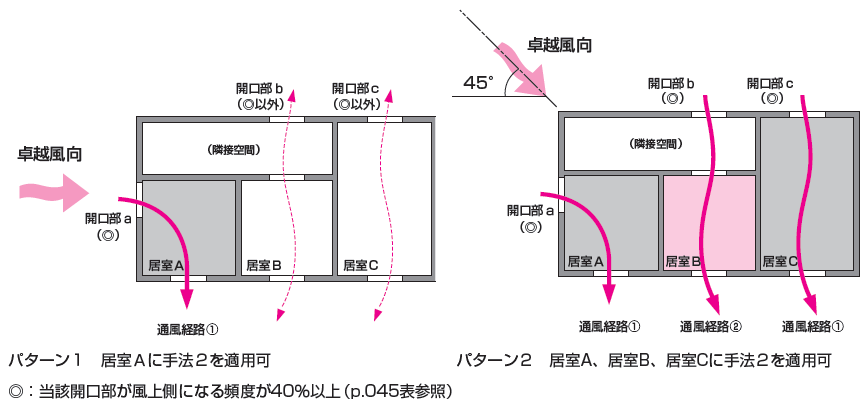 開口部b
(◎以外)
開口部c
(◎以外)
(隣接空間)
卓越風向
開口部a
(◎)
居室A
居室B
居室C
通風経路①
パターン1 居室Aに手法2を適用可
卓越風向
45°
開口部b
(◎)
開口部c
(◎)
(隣接空間)
開口部a
(◎)
居室A
居室B
居室C
通風経路①
通風経路②
通風経路①
パターン2 居室A、居室B、居室Cに手法2を適用可
◎:当該開口部が風上側になる頻度が40%以上(p.045表参照)